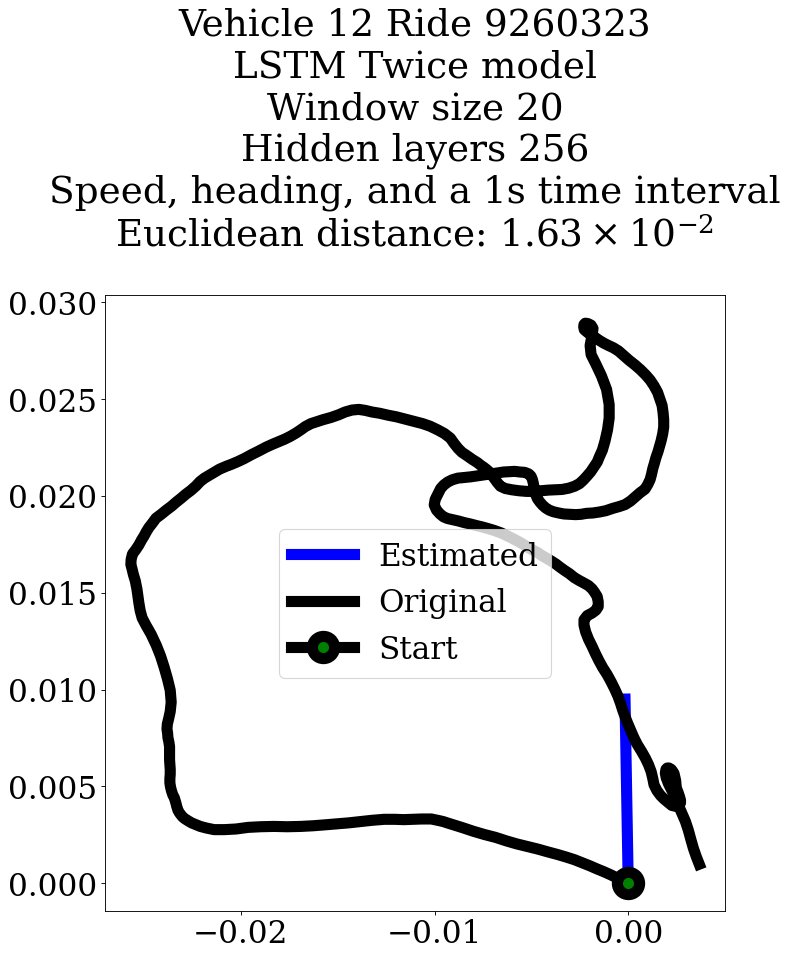 Vehicle 12 Ride 9260323
LSTM Twice model
Window size 20
Hidden layers 256
Speed, heading, and a 1s time interval
Euclidean distance: 1.63 × 10⁻²
0.030
0.025
0.020
0.015
0.010
0.005
0.000
Estimated
Original
Start
−0.02
−0.01
0.00